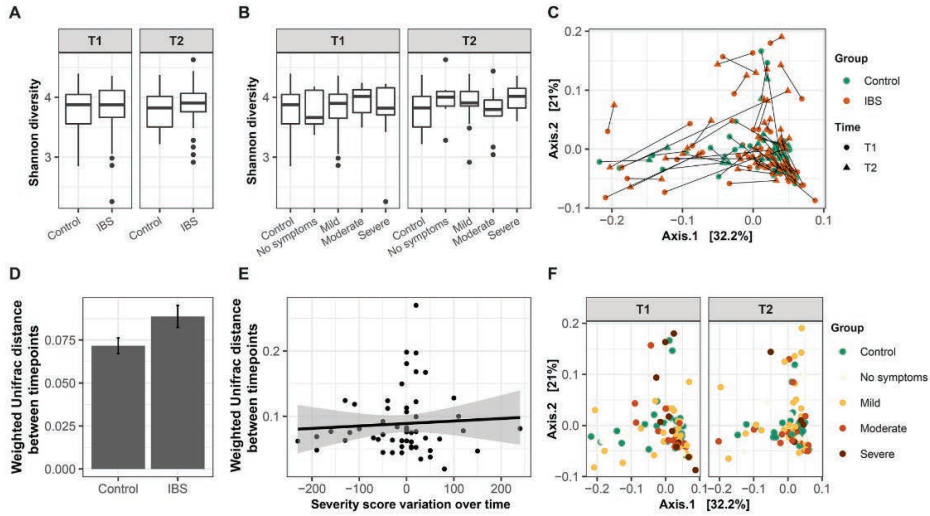 A
T1
T2
Shannon diversity
4
3
Control
IBS
Control
IBS
B
T1
T2
Shannon diversity
4
3
Control
No symptoms
Mild
Moderate
Severe
Control
No symptoms
Mild
Moderate
Severe
C
Axis.2 [21%]
0.2
0.1
0.0
−0.1
−0.2
−0.1
0.0
0.1
Axis.1 [32.2%]
Group
Control
IBS
Time
T1
T2
D
Weighted Unifrac distance
between timepoints
0.075
0.050
0.025
0.000
Control
IBS
E
Weighted Unifrac distance
between timepoints
0.2
0.1
−200
−100
0
100
200
Severity score variation over time
F
T1
T2
Axis.2 [21%]
0.2
0.1
0.0
−0.1
−0.2
−0.1
0.0
0.1
−0.2
−0.1
0.0
0.1
Axis.1 [32.2%]
Group
Control
No symptoms
Mild
Moderate
Severe